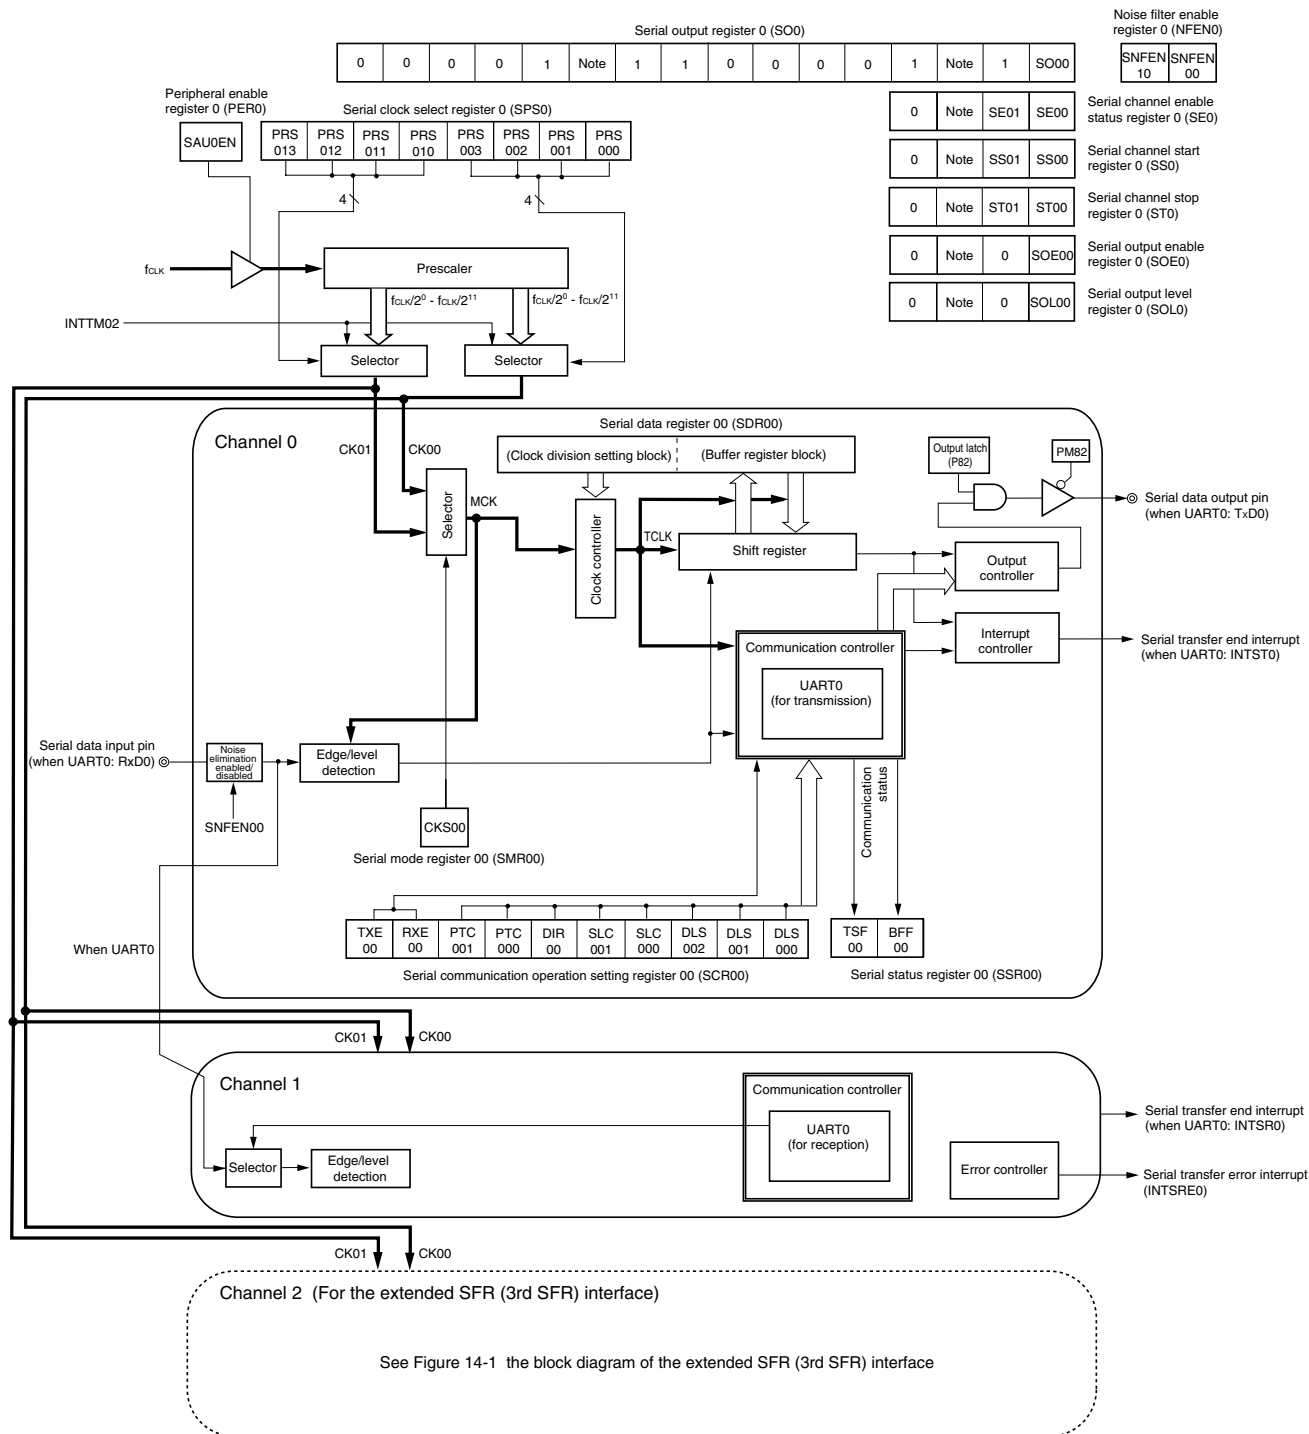 Serial output register 0 (SO0)
0 0 0 0 1 Note 1 1 0 0 0 0 1 Note 1 SO00
Noise filter enable
register 0 (NFEN0)
SNFEN
10
SNFEN
00
Peripheral enable
register 0 (PER0)
SAU0EN
Serial clock select register 0 (SPS0)
PRS
013
PRS
012
PRS
011
PRS
010
PRS
003
PRS
002
PRS
001
PRS
000
0 Note SE01 SE00
Serial channel enable
status register 0 (SE0)
0 Note SS01 SS00
Serial channel start
register 0 (SS0)
0 Note ST01 ST00
Serial channel stop
register 0 (ST0)
0 Note 0 SOE00
Serial output enable
register 0 (SOE0)
0 Note 0 SOL00
Serial output level
register 0 (SOL0)
4
4
fCLK
Prescaler
fCLK/2⁰ - fCLK/2¹¹
fCLK/2⁰ - fCLK/2¹¹
INTTM02
Selector
Selector
Channel 0
CK01
CK00
Serial data register 00 (SDR00)
(Clock division setting block)
(Buffer register block)
Selector
MCK
Clock controller
TCLK
Shift register
Output latch
(P82)
PM82
Serial data output pin
(when UART0: TxD0)
Output
controller
Communication controller
UART0
(for transmission)
Interrupt
controller
Serial transfer end interrupt
(when UART0: INTST0)
Serial data input pin
(when UART0: RxD0)
Noise
elimination
enabled/
disabled
Edge/level
detection
SNFEN00
CKS00
Serial mode register 00 (SMR00)
Communication
status
When UART0
TXE
00
RXE
00
PTC
001
PTC
000
DIR
00
SLC
001
SLC
000
DLS
002
DLS
001
DLS
000
Serial communication operation setting register 00 (SCR00)
TSF
00
BFF
00
Serial status register 00 (SSR00)
CK01
CK00
Channel 1
Communication controller
UART0
(for reception)
Selector
Edge/level
detection
Error controller
Serial transfer end interrupt
(when UART0: INTSR0)
Serial transfer error interrupt
(INTSRE0)
CK01
CK00
Channel 2 (For the extended SFR (3rd SFR) interface)
See Figure 14-1 the block diagram of the extended SFR (3rd SFR) interface